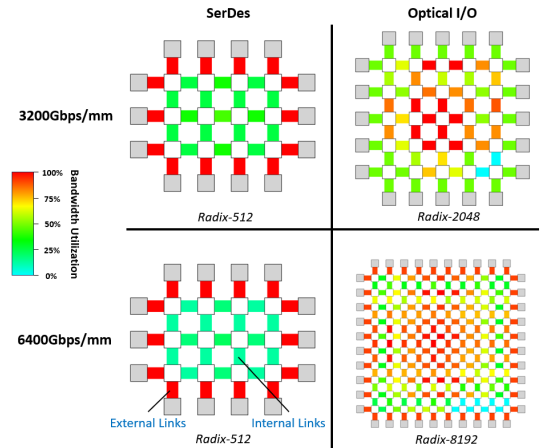 SerDes
Optical I/O
3200Gbps/mm
Radix-512
Radix-2048
Bandwidth Utilization
100%
75%
50%
25%
0%
6400Gbps/mm
External Links
Internal Links
Radix-512
Radix-8192